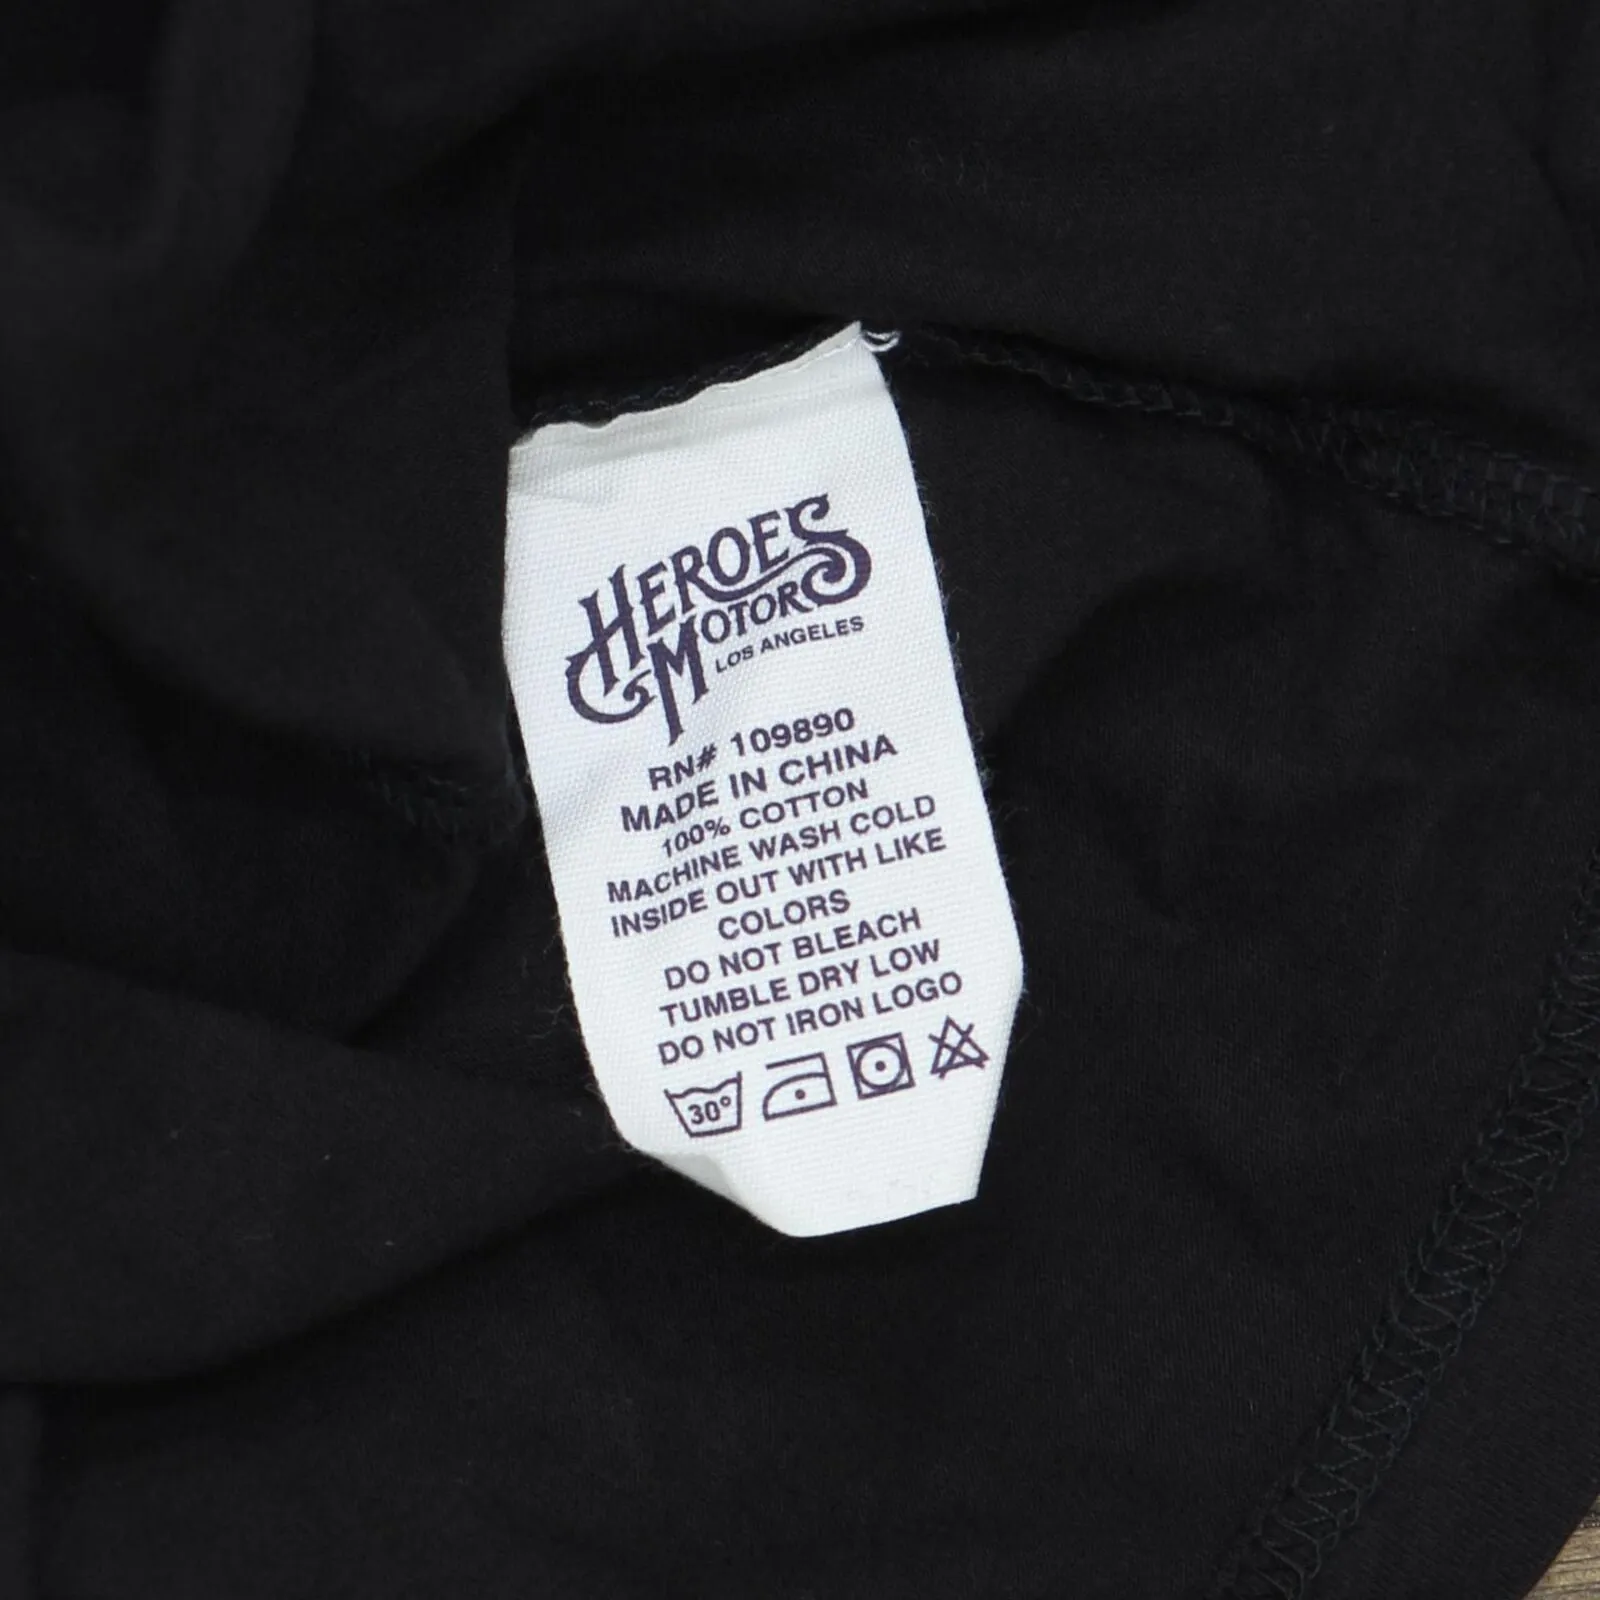 HEROES
MOTORS
LOS ANGELES
RN# 109890
MADE IN CHINA
100% COTTON
MACHINE WASH COLD
INSIDE OUT WITH LIKE
COLORS
DO NOT BLEACH
TUMBLE DRY LOW
DO NOT IRON LOGO
30°